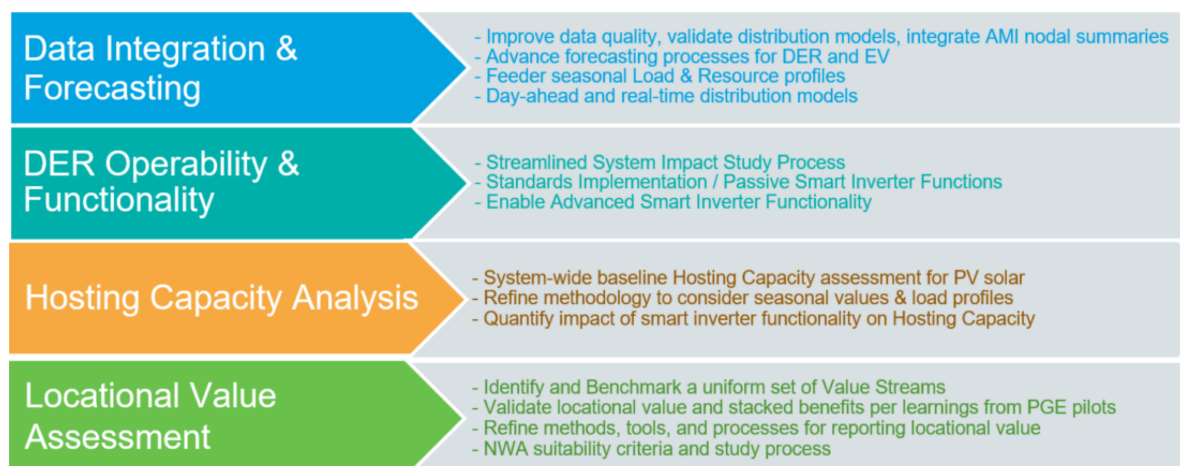 Data Integration &
Forecasting
- Improve data quality, validate distribution models, integrate AMI nodal summaries
- Advance forecasting processes for DER and EV
- Feeder seasonal Load & Resource profiles
- Day-ahead and real-time distribution models
DER Operability &
Functionality
- Streamlined System Impact Study Process
- Standards Implementation / Passive Smart Inverter Functions
- Enable Advanced Smart Inverter Functionality
Hosting Capacity Analysis
- System-wide baseline Hosting Capacity assessment for PV solar
- Refine methodology to consider seasonal values & load profiles
- Quantify impact of smart inverter functionality on Hosting Capacity
Locational Value
Assessment
- Identify and Benchmark a uniform set of Value Streams
- Validate locational value and stacked benefits per learnings from PGE pilots
- Refine methods, tools, and processes for reporting locational value
- NWA suitability criteria and study process